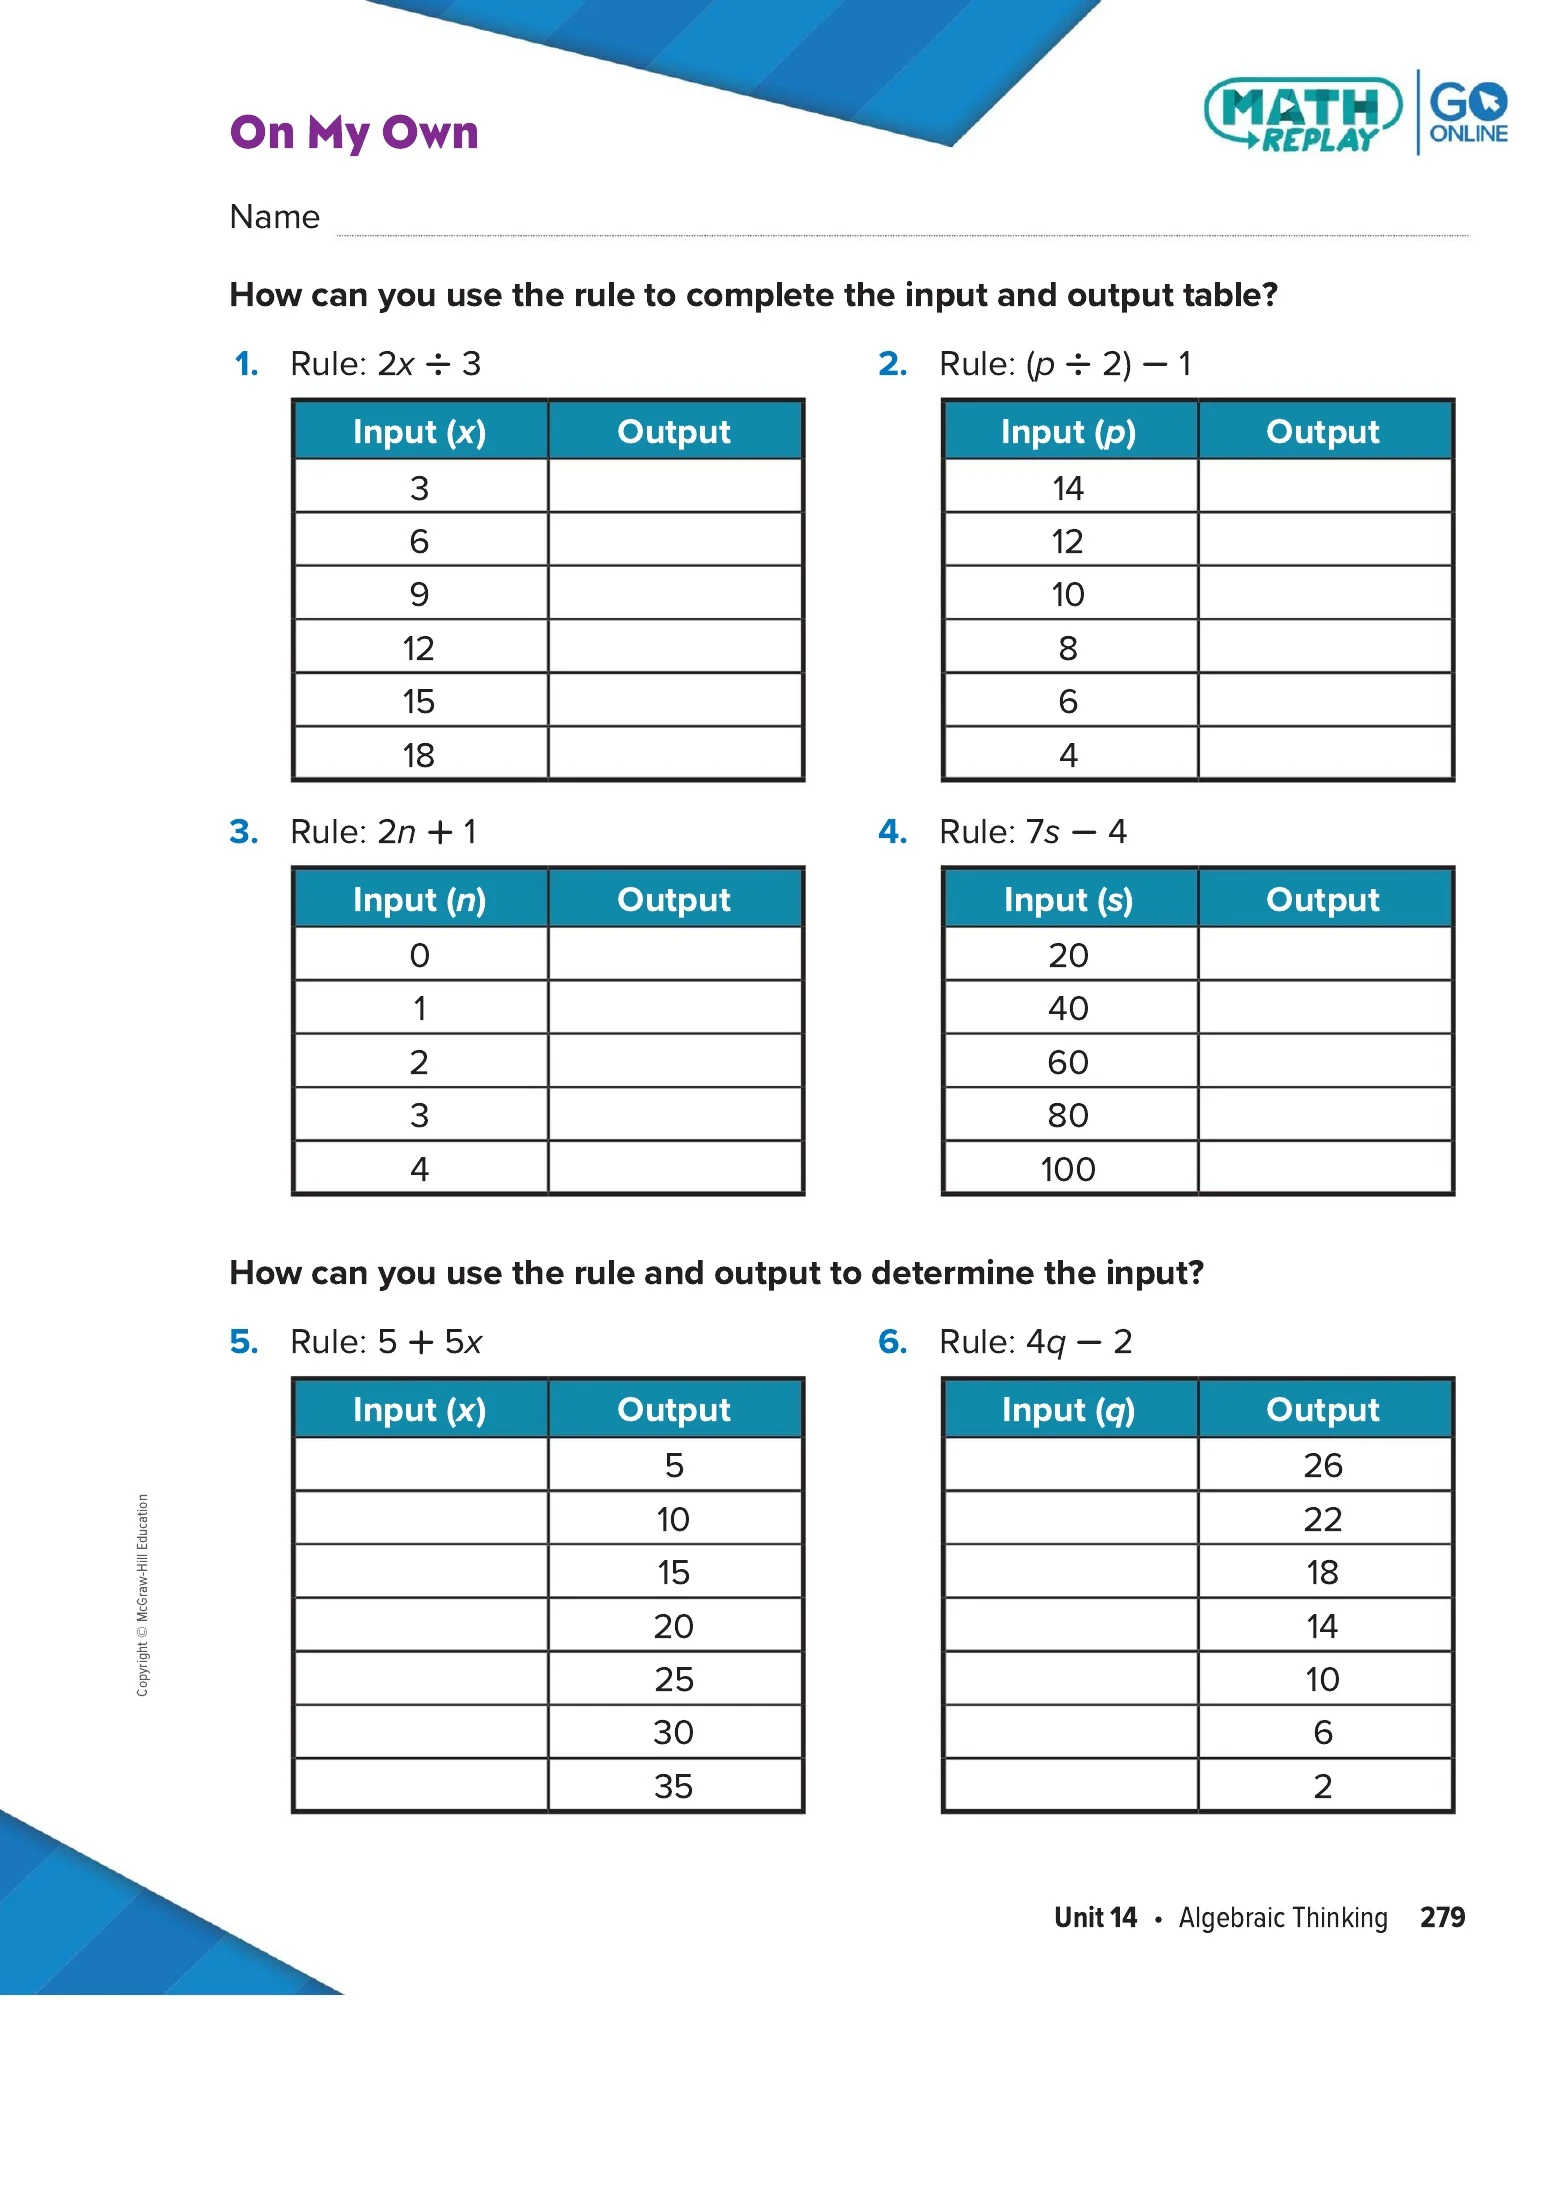 MATH
REPLAY
GO
ONLINE
On My Own
Name
How can you use the rule to complete the input and output table?
1. Rule: 2x ÷ 3
Input (x) Output
3
6
9
12
15
18
2. Rule: (p ÷ 2) − 1
Input (p) Output
14
12
10
8
6
4
3. Rule: 2n + 1
Input (n) Output
0
1
2
3
4
4. Rule: 7s − 4
Input (s) Output
20
40
60
80
100
How can you use the rule and output to determine the input?
5. Rule: 5 + 5x
Input (x) Output
5
10
15
20
25
30
35
6. Rule: 4q − 2
Input (q) Output
26
22
18
14
10
6
2
Copyright © McGraw-Hill Education
Unit 14 • Algebraic Thinking 279